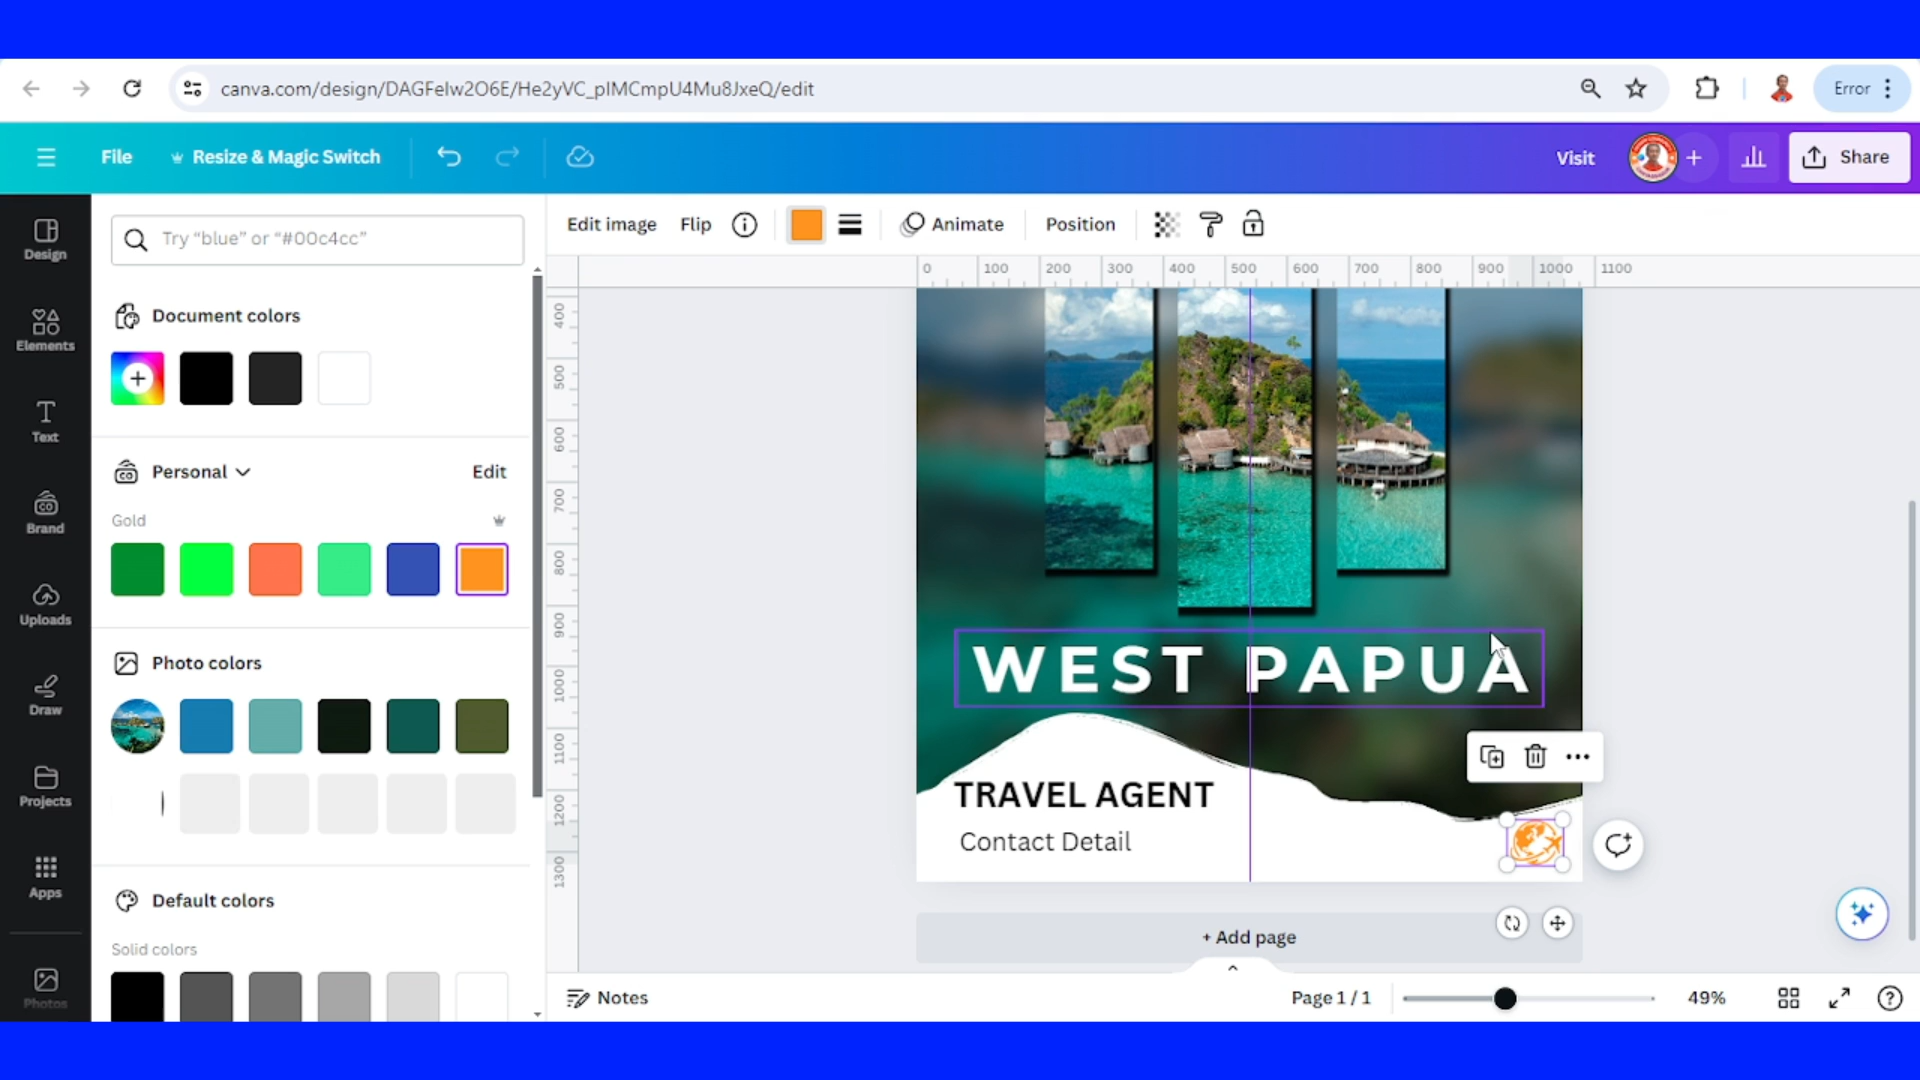 canva.com/design/DAGFelw2O6E/He2yVC_pIMCmpU4Mu8JxeQ/edit
Error
File
Resize & Magic Switch
Visit
Share
Design
Elements
Text
Brand
Uploads
Draw
Projects
Apps
Photos
Try “blue” or “#00c4cc”
Document colors
Personal
Edit
Gold
Photo colors
Default colors
Solid colors
Edit image
Flip
Animate
Position
0 100 200 300 400 500 600 700 800 900 1000 1100
400
500
600
700
800
900
1000
1100
1200
1300
WEST PAPUA
TRAVEL AGENT
Contact Detail
+ Add page
Notes
Page 1 / 1
49%